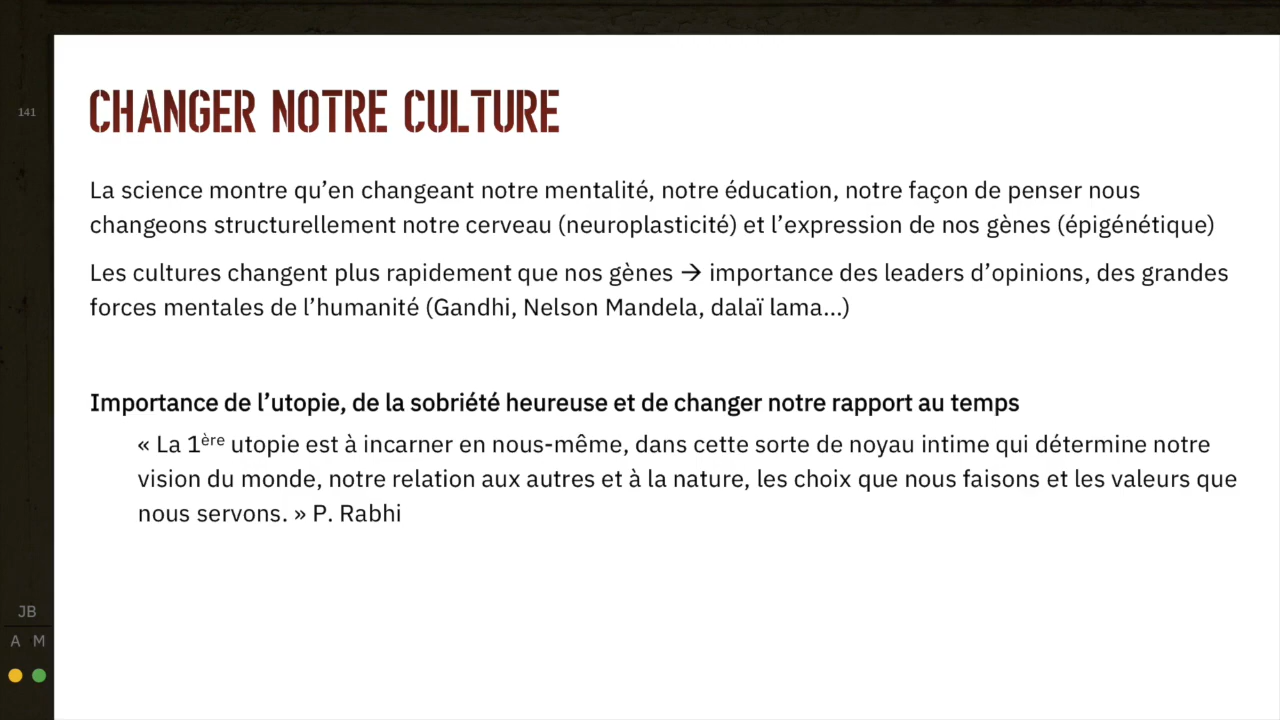 141
CHANGER NOTRE CULTURE
La science montre qu’en changeant notre mentalité, notre éducation, notre façon de penser nous
changeons structurellement notre cerveau (neuroplasticité) et l’expression de nos gènes (épigénétique)
Les cultures changent plus rapidement que nos gènes → importance des leaders d’opinions, des grandes
forces mentales de l’humanité (Gandhi, Nelson Mandela, dalaï lama…)
Importance de l’utopie, de la sobriété heureuse et de changer notre rapport au temps
« La 1ère utopie est à incarner en nous-même, dans cette sorte de noyau intime qui détermine notre
vision du monde, notre relation aux autres et à la nature, les choix que nous faisons et les valeurs que
nous servons. » P. Rabhi
JB
A M